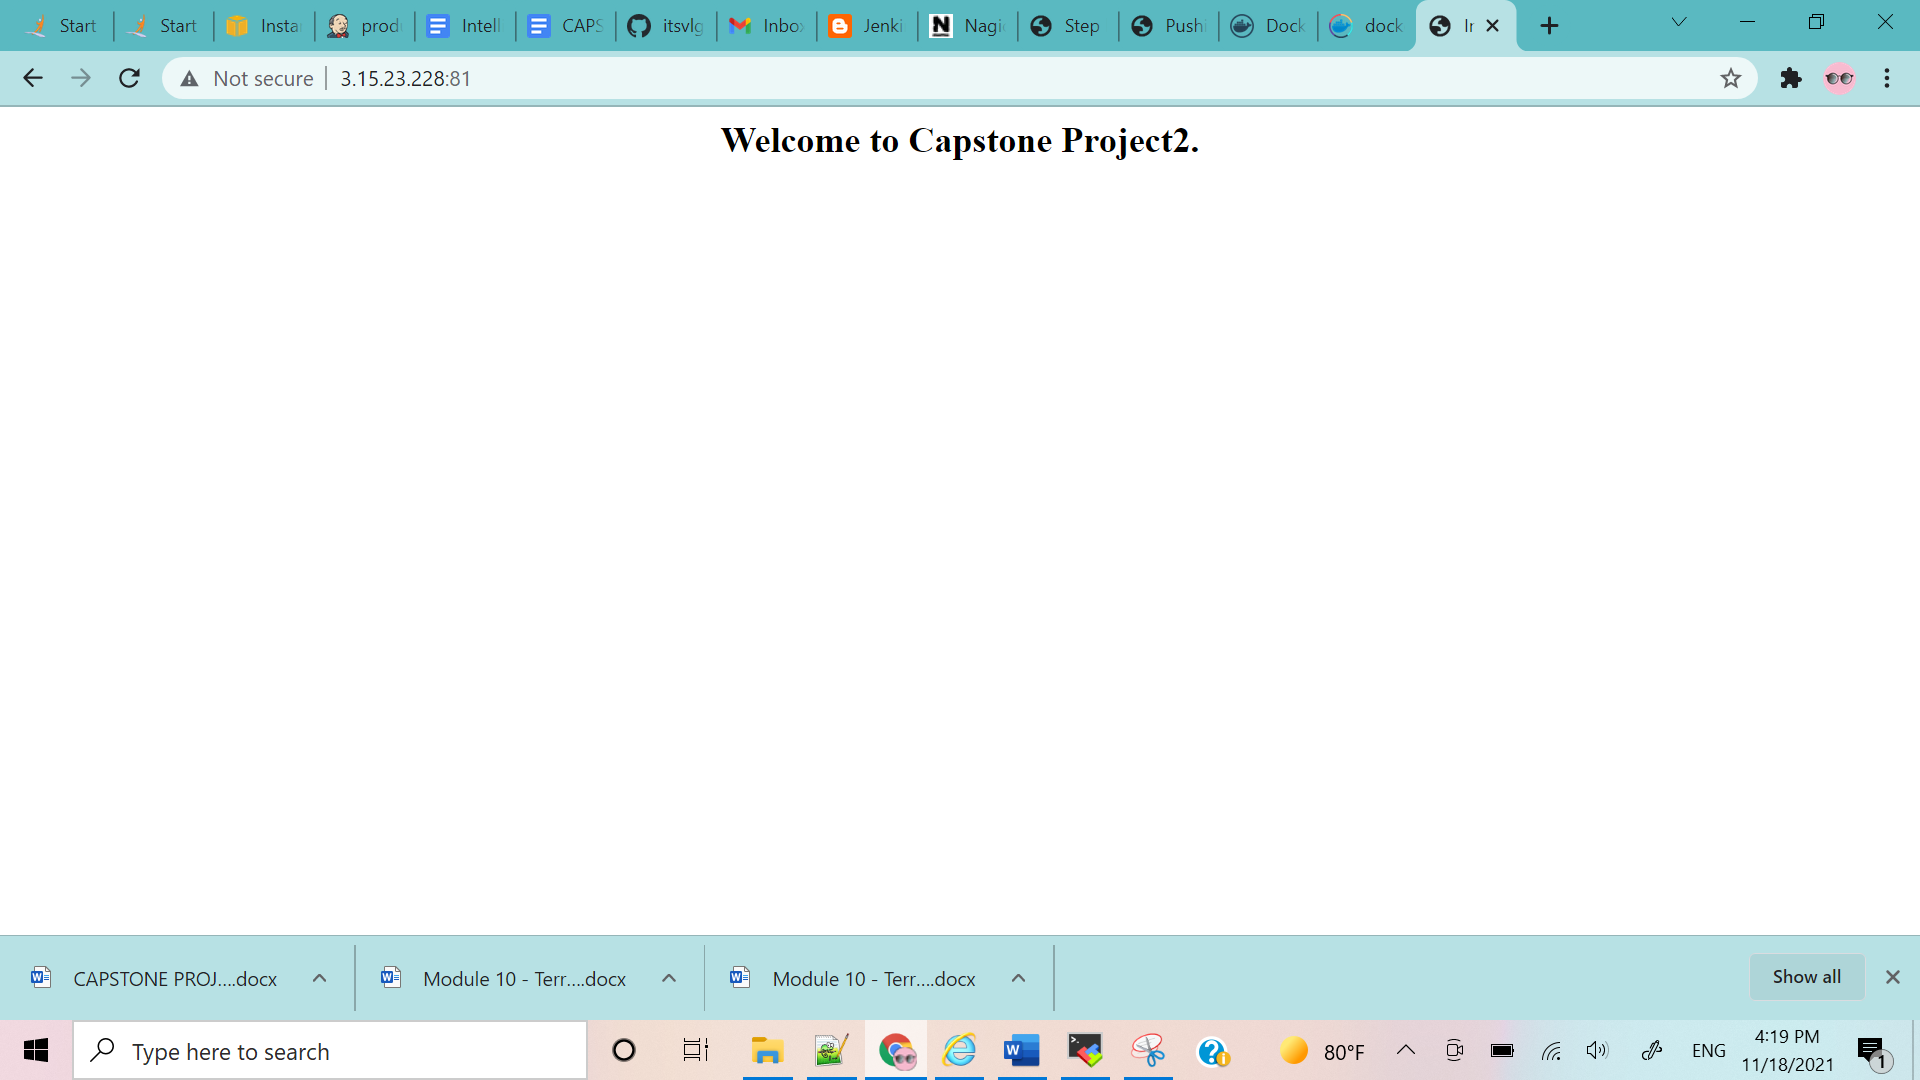 Start
Start
Insta
prod
Intell
CAPS
itsvlg
Inbox
Jenki
Nagi
Step
Pushi
Dock
dock
Ir
Not secure
3.15.23.228:81
Welcome to Capstone Project2.
CAPSTONE PROJ....docx
Module 10 - Terr....docx
Module 10 - Terr....docx
Show all
Type here to search
80°F
ENG
4:19 PM
11/18/2021
1